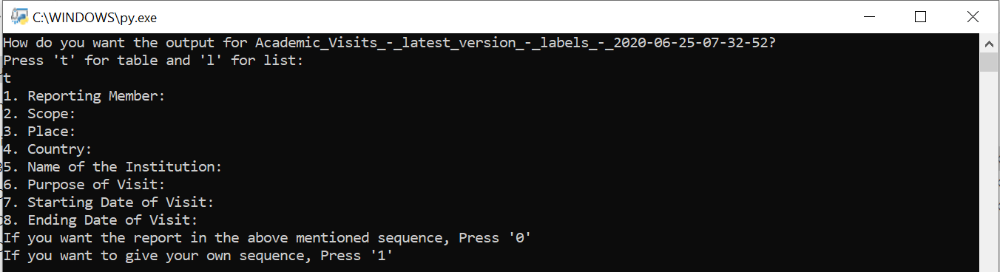 C:\WINDOWS\py.exe
How do you want the output for Academic_Visits_-_latest_version_-_labels_-_2020-06-25-07-32-52?
Press 't' for table and 'l' for list:
t
1. Reporting Member:
2. Scope:
3. Place:
4. Country:
5. Name of the Institution:
6. Purpose of Visit:
7. Starting Date of Visit:
8. Ending Date of Visit:
If you want the report in the above mentioned sequence, Press '0'
If you want to give your own sequence, Press '1'